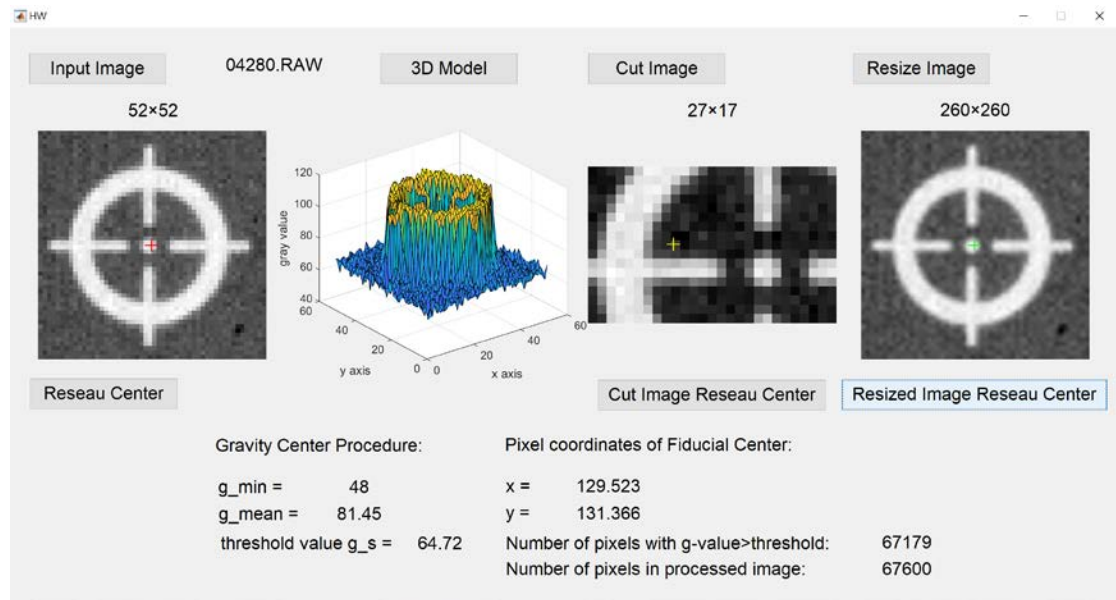 HW
Input Image 04280.RAW 3D Model Cut Image Resize Image
52×52 27×17 260×260
120
100
80
60
40
gray value
60
40
20
0
y axis
0
20
40
60
x axis
Reseau Center Cut Image Reseau Center Resized Image Reseau Center
Gravity Center Procedure: Pixel coordinates of Fiducial Center:
g_min = 48 x = 129.523
g_mean = 81.45 y = 131.366
threshold value g_s = 64.72 Number of pixels with g-value>threshold: 67179
Number of pixels in processed image: 67600